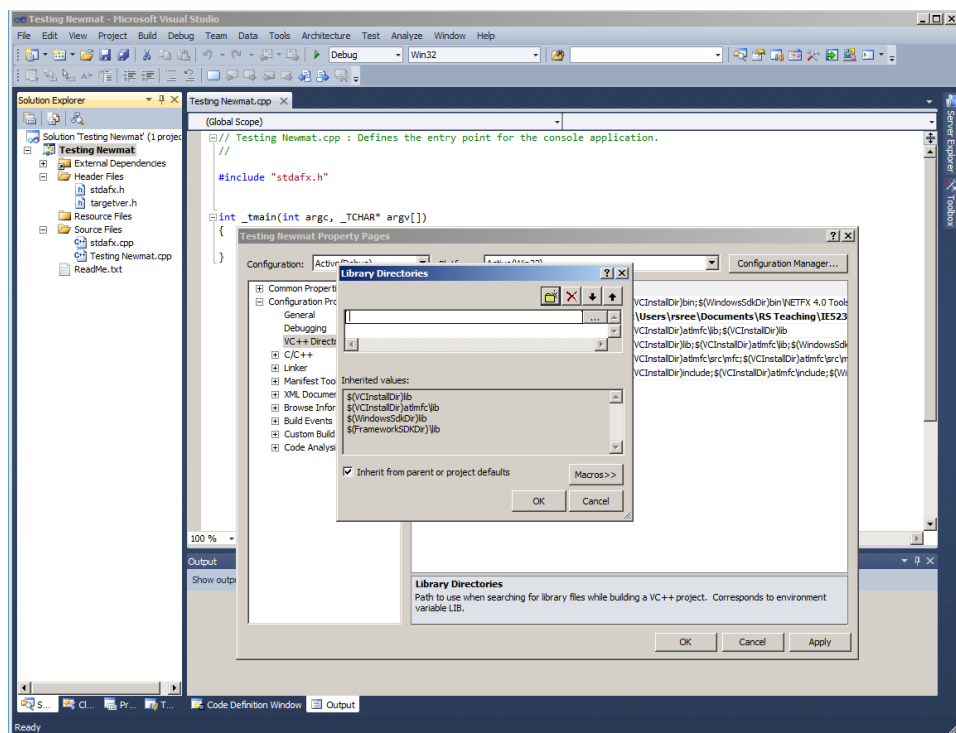 Testing Newmat - Microsoft Visual Studio
File Edit View Project Build Debug Team Data Tools Architecture Test Analyze Window Help
Debug Win32
Solution Explorer
Testing Newmat.cpp
(Global Scope)
Solution 'Testing Newmat' (1 projec
Testing Newmat
External Dependencies
Header Files
stdafx.h
targetver.h
Resource Files
Source Files
stdafx.cpp
Testing Newmat.cpp
ReadMe.txt
// Testing Newmat.cpp : Defines the entry point for the console application.
//
#include "stdafx.h"
int _tmain(int argc, _TCHAR* argv[])
{
}
Server Explorer
Toolbox
Testing Newmat Property Pages
Configuration:
Configuration Manager...
Common Properti
Configuration Pro
General
Debugging
VC++ Directo
C/C++
Linker
Manifest Too
XML Documen
Browse Infor
Build Events
Custom Build
Code Analysi
VCInstallDir)bin;$(WindowsSdkDir)bin\NETFX 4.0 Tools
\Users\rsree\Documents\RS Teaching\IE523
VCInstallDir)atlmfc\lib;$(VCInstallDir)lib
VCInstallDir)lib;$(VCInstallDir)atlmfc\lib;$(WindowsSdk
VCInstallDir)atlmfc\src\mfc;$(VCInstallDir)atlmfc\src\m
VCInstallDir)include;$(VCInstallDir)atlmfc\include;$(Wi
Library Directories
...
Inherited values:
$(VCInstallDir)lib
$(VCInstallDir)atlmfc\lib
$(WindowsSdkDir)lib
$(FrameworkSDKDir)\lib
Inherit from parent or project defaults
Macros>>
OK Cancel
Library Directories
Path to use when searching for library files while building a VC++ project. Corresponds to environment
variable LIB.
OK Cancel Apply
100 %
Output
Show outpu
S... Cl... Pr... T...
Code Definition Window Output
Ready